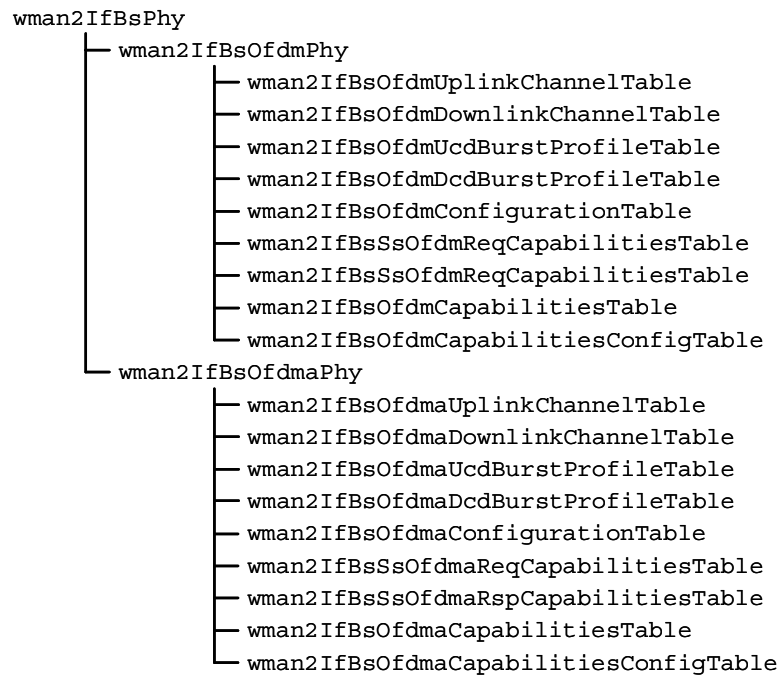 wman2IfBsPhy
wman2IfBsOfdmPhy
wman2IfBsOfdmUplinkChannelTable
wman2IfBsOfdmDownlinkChannelTable
wman2IfBsOfdmUcdBurstProfileTable
wman2IfBsOfdmDcdBurstProfileTable
wman2IfBsOfdmConfigurationTable
wman2IfBsSsOfdmReqCapabilitiesTable
wman2IfBsSsOfdmReqCapabilitiesTable
wman2IfBsOfdmCapabilitiesTable
wman2IfBsOfdmCapabilitiesConfigTable
wman2IfBsOfdmaPhy
wman2IfBsOfdmaUplinkChannelTable
wman2IfBsOfdmaDownlinkChannelTable
wman2IfBsOfdmaUcdBurstProfileTable
wman2IfBsOfdmaDcdBurstProfileTable
wman2IfBsOfdmaConfigurationTable
wman2IfBsSsOfdmaReqCapabilitiesTable
wman2IfBsSsOfdmaRspCapabilitiesTable
wman2IfBsOfdmaCapabilitiesTable
wman2IfBsOfdmaCapabilitiesConfigTable